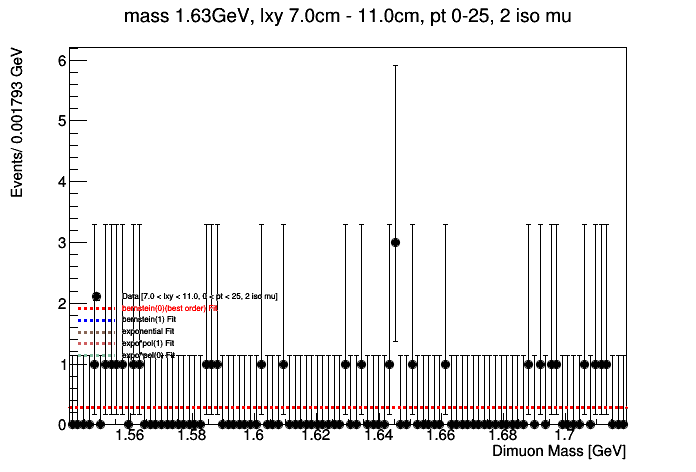 mass 1.63GeV, lxy 7.0cm - 11.0cm, pt 0-25, 2 iso mu
Events/ 0.001793 GeV
6
5
4
3
2
1
0
Data [7.0 < lxy < 11.0, 0 < pt < 25, 2 iso mu]
bernstein(0)(best order) Fit
bernstein(1) Fit
exponential Fit
expo*pol(1) Fit
expo*pol(0) Fit
1.56 1.58 1.6 1.62 1.64 1.66 1.68 1.7
Dimuon Mass [GeV]